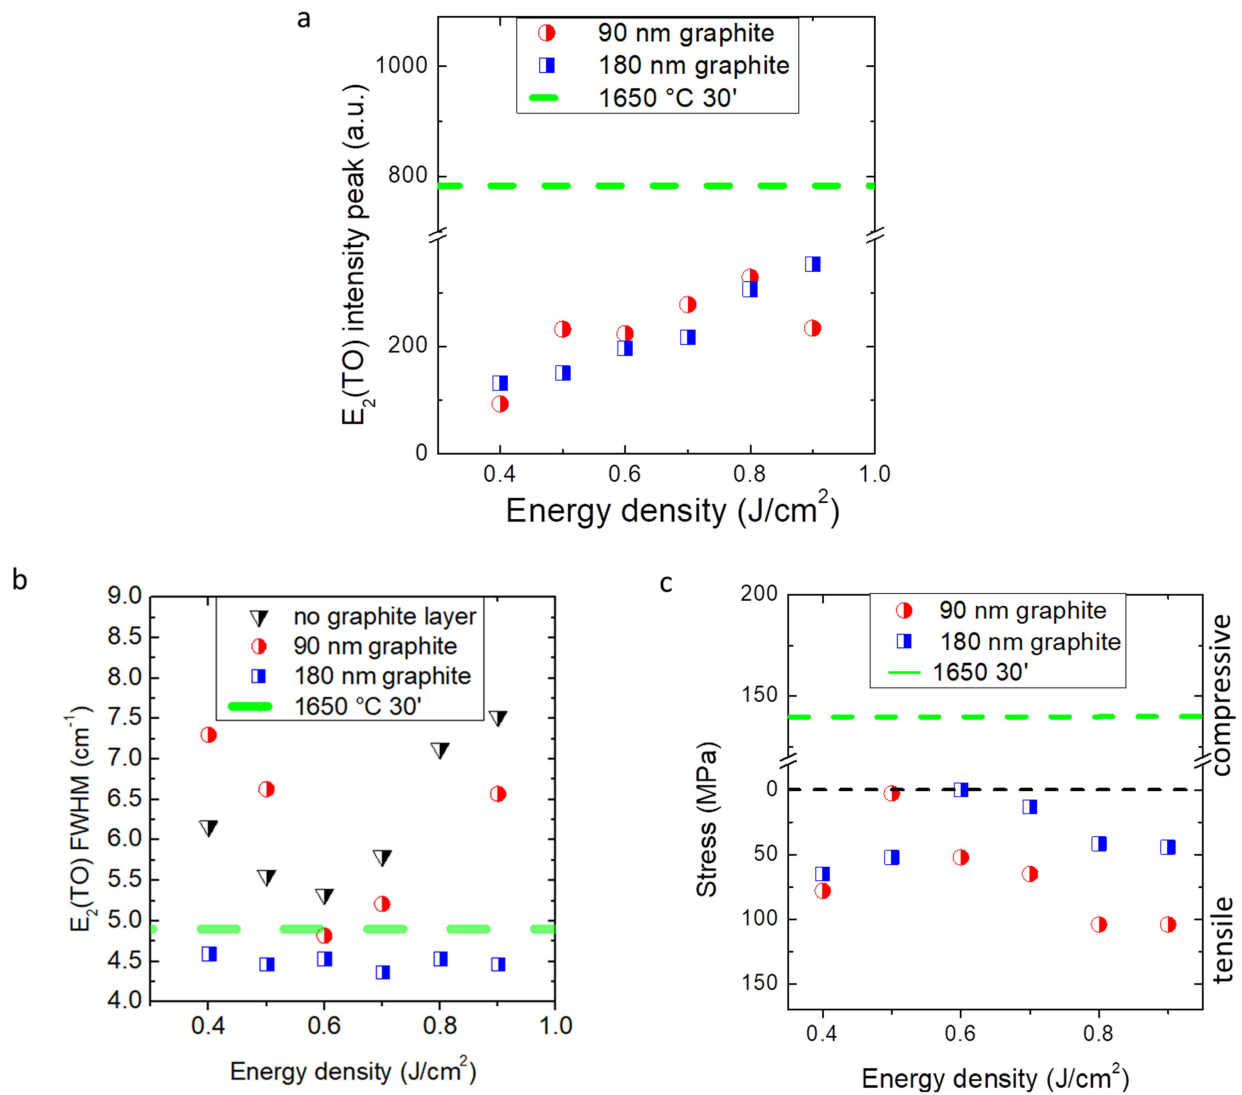 a
90 nm graphite
180 nm graphite
1650 °C 30'
1000
800
200
0
E2(TO) intensity peak (a.u.)
0.4
0.6
0.8
1.0
Energy density (J/cm2)
b
9.0
8.5
8.0
7.5
7.0
6.5
6.0
5.5
5.0
4.5
4.0
E2(TO) FWHM (cm-1)
no graphite layer
90 nm graphite
180 nm graphite
1650 °C 30'
0.4
0.6
0.8
1.0
Energy density (J/cm2)
c
200
150
0
50
100
150
Stress (MPa)
90 nm graphite
180 nm graphite
1650 30'
compressive
tensile
0.4
0.6
0.8
Energy density (J/cm2)